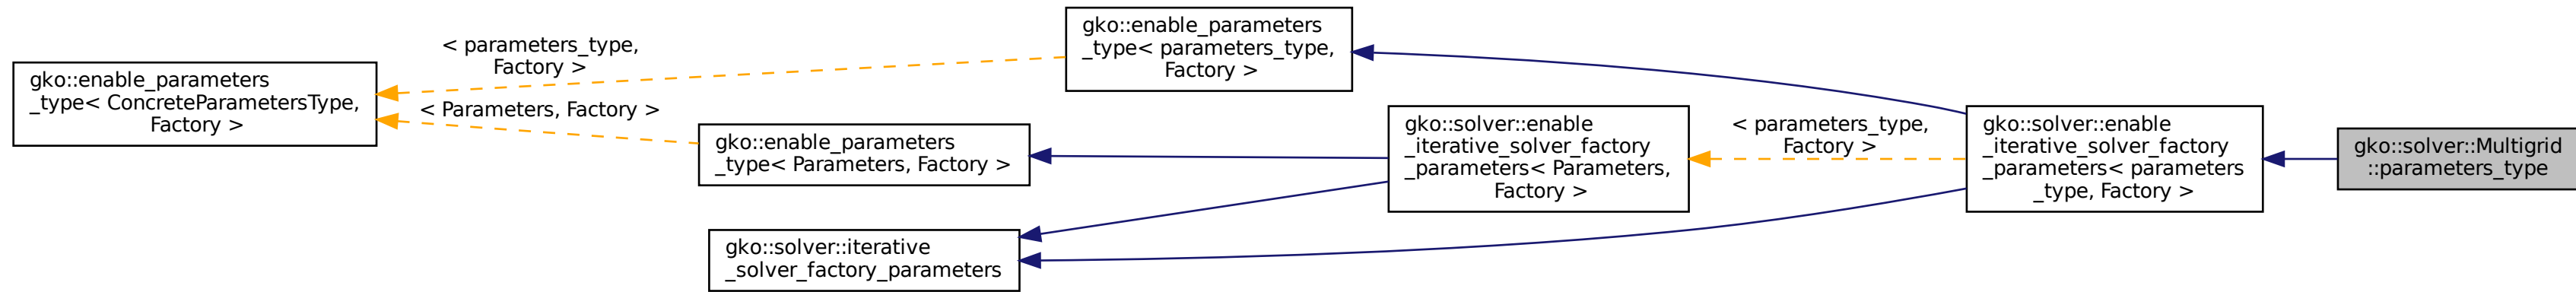 gko::enable_parameters
_type< ConcreteParametersType,
Factory >
< parameters_type,
Factory >
< Parameters, Factory >
gko::enable_parameters
_type< parameters_type,
Factory >
gko::enable_parameters
_type< Parameters, Factory >
gko::solver::iterative
_solver_factory_parameters
gko::solver::enable
_iterative_solver_factory
_parameters< Parameters,
Factory >
< parameters_type,
Factory >
gko::solver::enable
_iterative_solver_factory
_parameters< parameters
_type, Factory >
gko::solver::Multigrid
::parameters_type